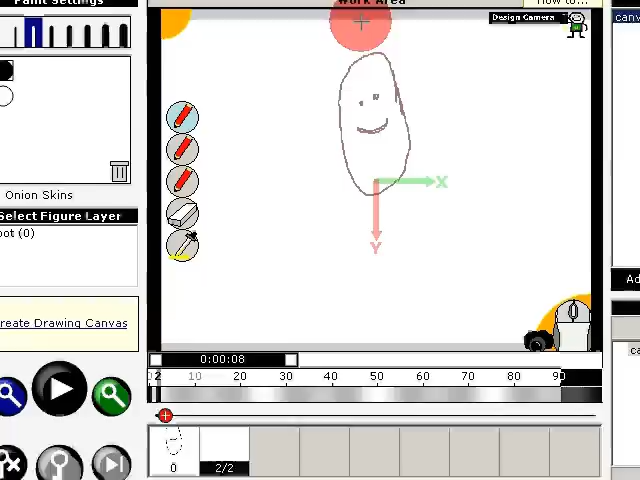 Paint Settings
Work Area
How to...
Design Camera
canv
X
Y
Onion Skins
Select Figure Layer
oot (0)
reate Drawing Canvas
Ad
ca
0:00:08
2 10 20 30 40 50 60 70 80 90
0 2/2